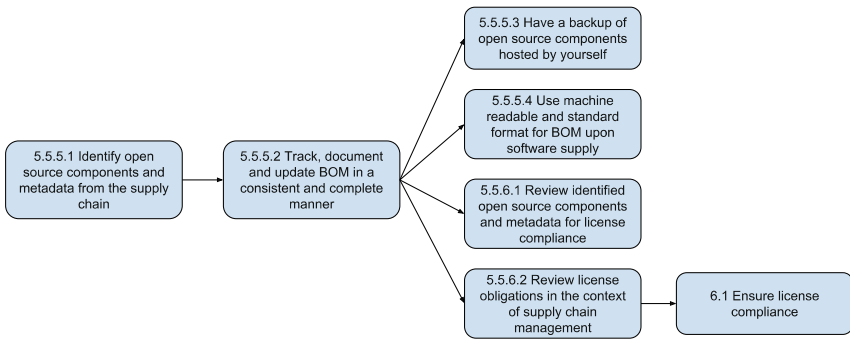 5.5.5.1 Identify open
source components and
metadata from the supply
chain
5.5.5.2 Track, document
and update BOM in a
consistent and complete
manner
5.5.5.3 Have a backup of
open source components
hosted by yourself
5.5.5.4 Use machine
readable and standard
format for BOM upon
software supply
5.5.6.1 Review identified
open source components
and metadata for license
compliance
5.5.6.2 Review license
obligations in the context
of supply chain
management
6.1 Ensure license
compliance